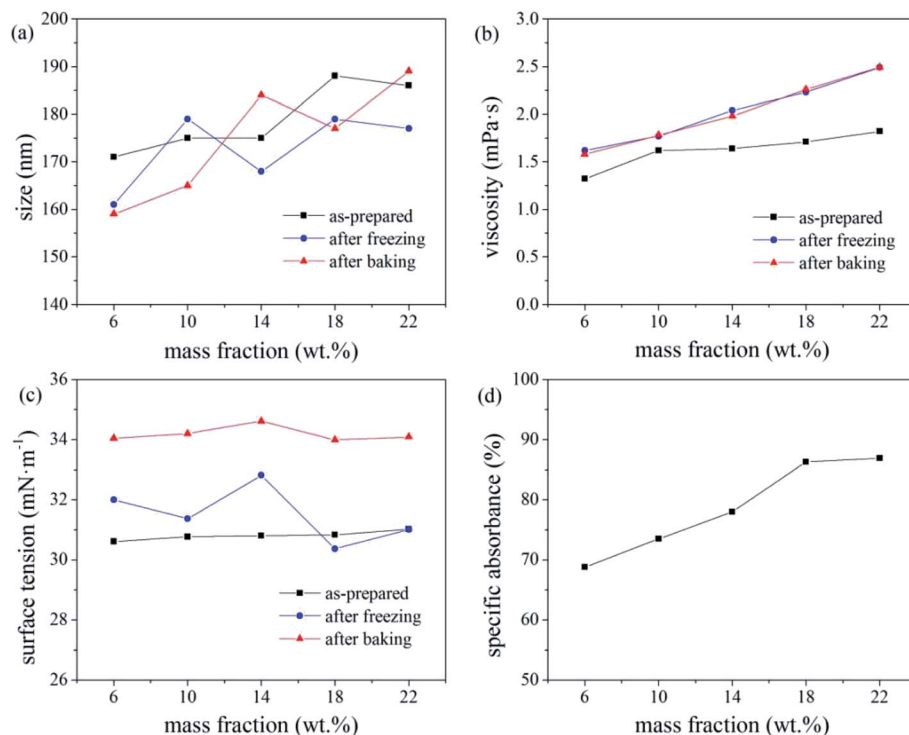 (a)
200
190
180
170
160
150
140
size (nm)
as-prepared
after freezing
after baking
6 10 14 18 22
mass fraction (wt.%)
(b)
3.0
2.5
2.0
1.5
1.0
0.5
0.0
viscosity (mPa·s)
as-prepared
after freezing
after baking
6 10 14 18 22
mass fraction (wt.%)
(c)
36
34
32
30
28
26
surface tension (mN·m⁻¹)
as-prepared
after freezing
after baking
6 10 14 18 22
mass fraction (wt.%)
(d)
100
90
80
70
60
50
specific absorbance (%)
6 10 14 18 22
mass fraction (wt.%)